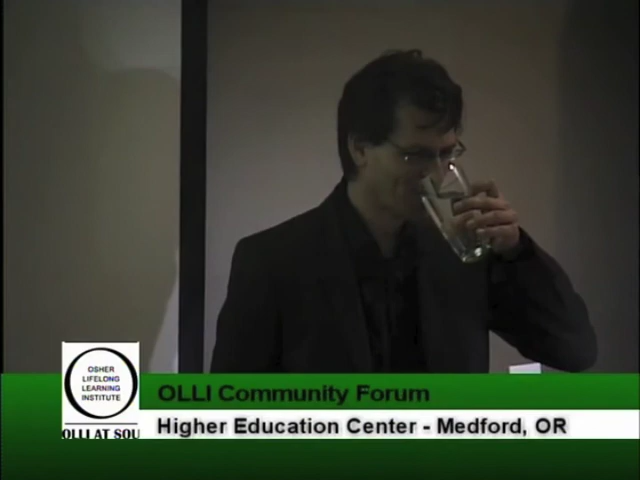 OSHER
LIFELONG
LEARNING
INSTITUTE
OLLI AT SOU
OLLI Community Forum
Higher Education Center - Medford, OR